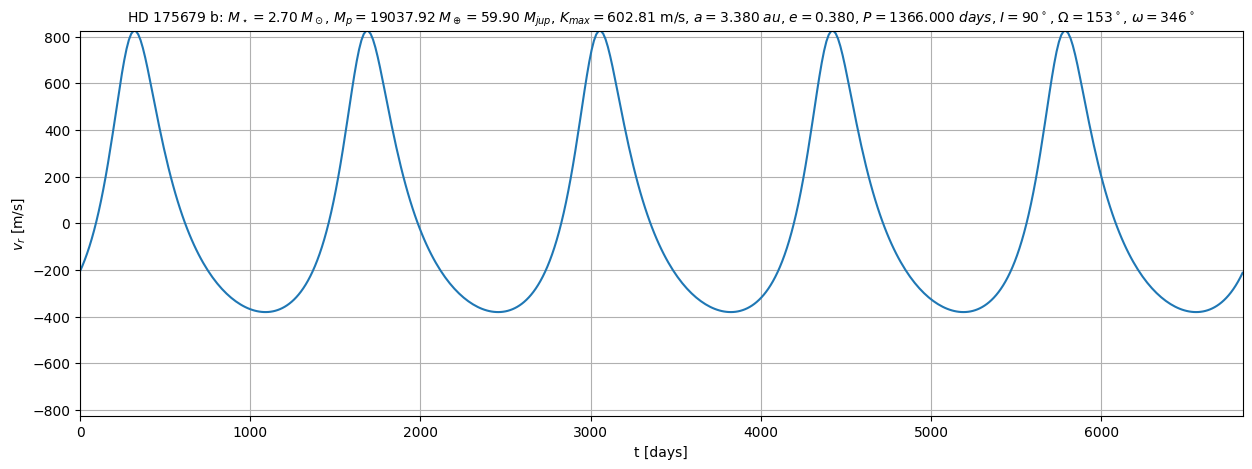 HD 175679 b: M⋆ = 2.70 M⊙, Mp = 19037.92 M⊕ = 59.90 Mjup, Kmax = 602.81 m/s, a = 3.380 au, e = 0.380, P = 1366.000 days, I = 90°, Ω = 153°, ω = 346°
800
600
400
200
0
−200
−400
−600
−800
vr [m/s]
0 1000 2000 3000 4000 5000 6000
t [days]